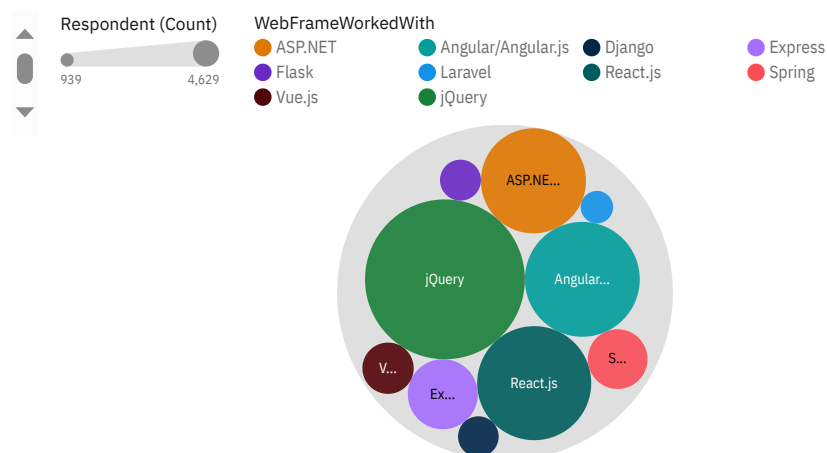 Respondent (Count)
939
4,629
WebFrameWorkedWith
ASP.NET
Angular/Angular.js
Django
Express
Flask
Laravel
React.js
Spring
Vue.js
jQuery
ASP.NE...
jQuery
Angular...
S...
V...
React.js
Ex...